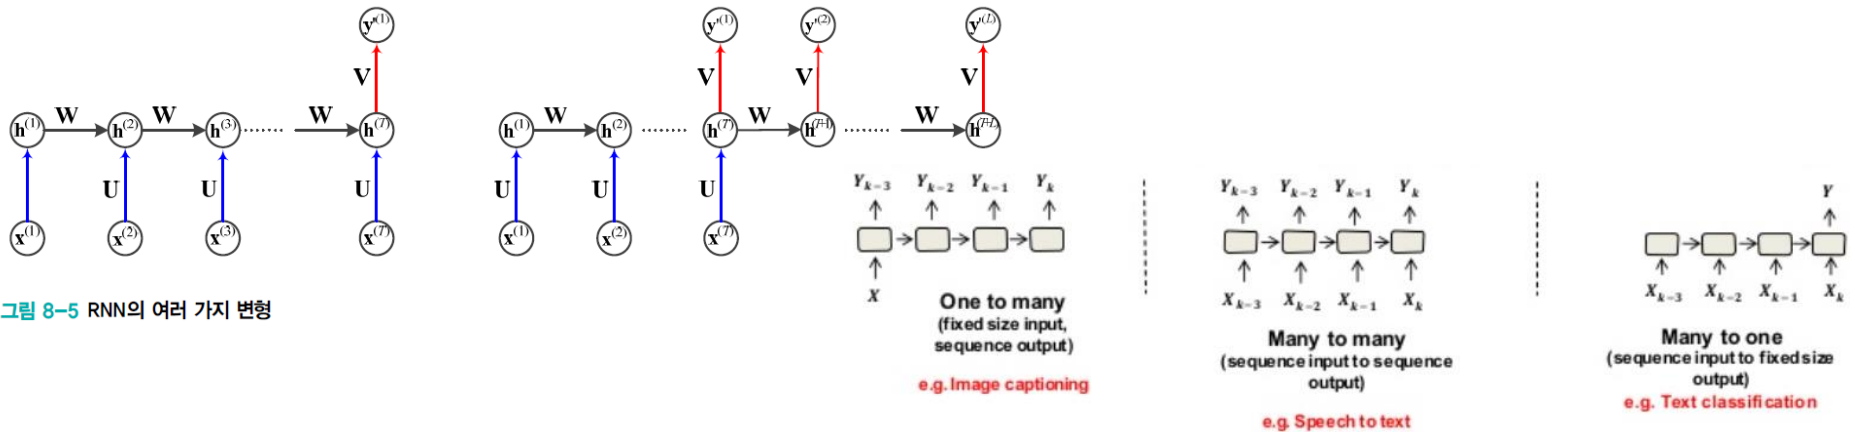 y'(1)
V
W W W
h(1) h(2) h(3) ........ h(T)
U U U
x(1) x(2) x(3) x(T)
y'(1) y'(2) y'(L)
V V V
W W W
h(1) h(2) ........ h(T) h(T+1) ........ h(T+L)
U U U
x(1) x(2) x(T)
그림 8-5 RNN의 여러 가지 변형
Yk-3 Yk-2 Yk-1 Yk
X
One to many
(fixed size input,
sequence output)
e.g. Image captioning
Yk-3 Yk-2 Yk-1 Yk
Xk-3 Xk-2 Xk-1 Xk
Many to many
(sequence input to sequence
output)
e.g. Speech to text
Y
Xk-3 Xk-2 Xk-1 Xk
Many to one
(sequence input to fixed size
output)
e.g. Text classification